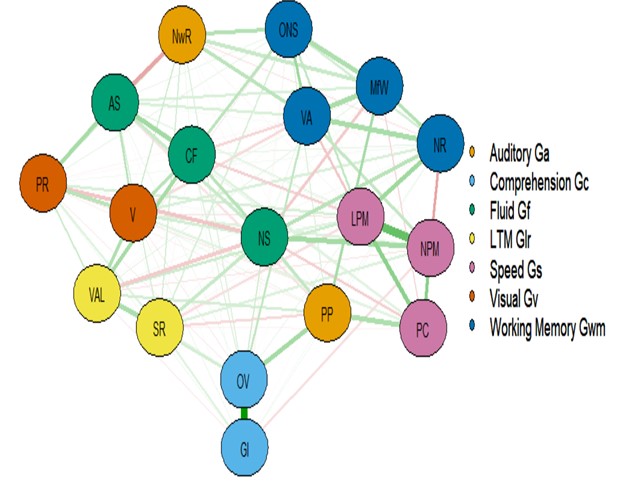 ONS
NwR
MfW
AS
VA
NR
CF
PR
V
LPM
NS
NPM
VAL
SR
PP
PC
OV
GI
Auditory Ga
Comprehension Gc
Fluid Gf
LTM Glr
Speed Gs
Visual Gv
Working Memory Gwm